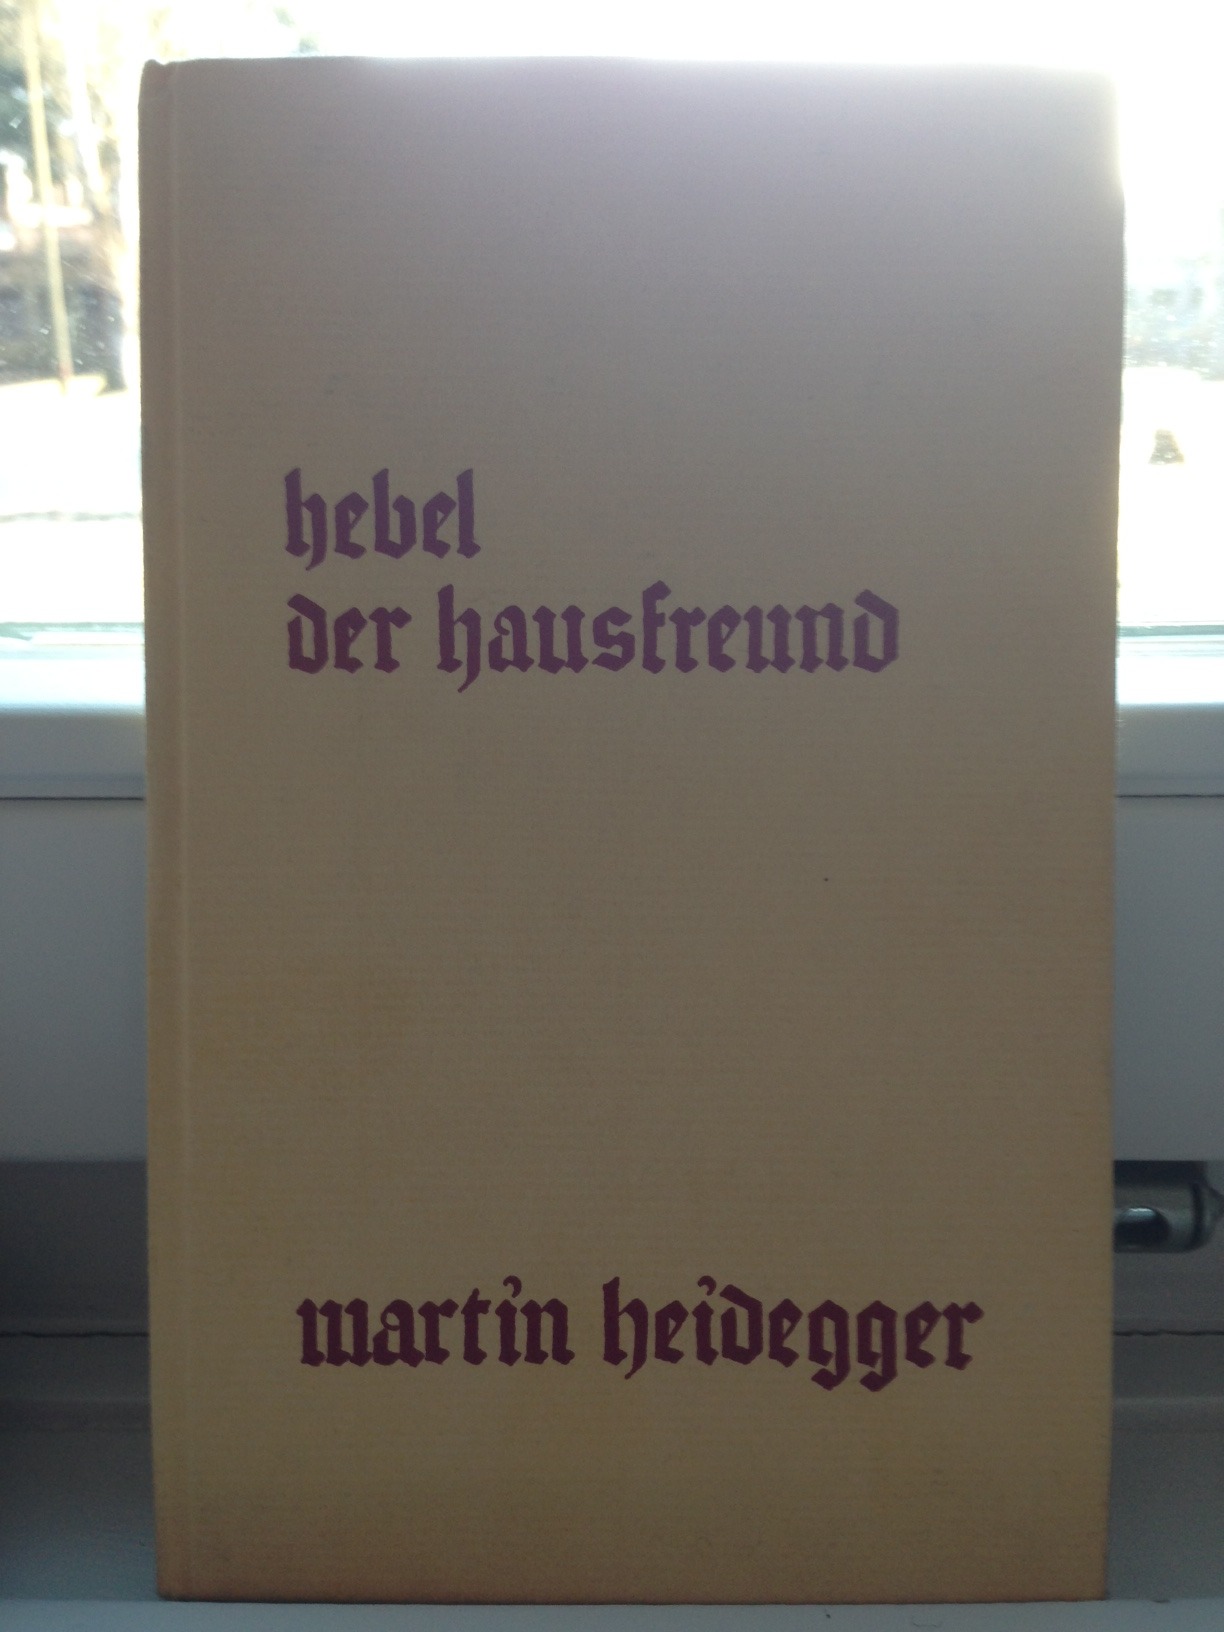 hebel
der hausfreund
martin heidegger